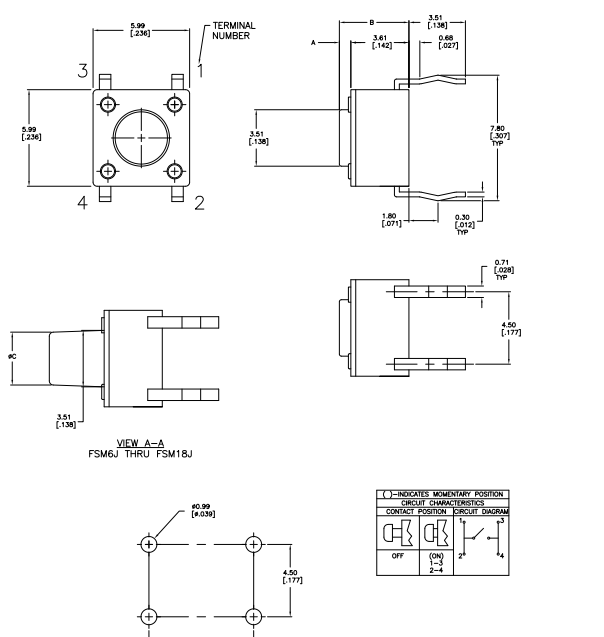 5.99
[.236]
TERMINAL
NUMBER
3
1
5.99
[.236]
4
2
B
3.51
[.138]
A
3.61
[.142]
0.68
[.027]
3.51
[.138]
7.80
[.307]
TYP
1.80
[.071]
0.30
[.012]
TYP
0.71
[.028]
TYP
4.50
[.177]
øC
3.51
[.138]
VIEW A-A
FSM6J THRU FSM18J
ø0.99
[ø.039]
4.50
[.177]
( )-INDICATES MOMENTARY POSITION
CIRCUIT CHARACTERISTICS
CONTACT POSITION CIRCUIT DIAGRAM
1 3
2 4
OFF
(ON)
1-3
2-4